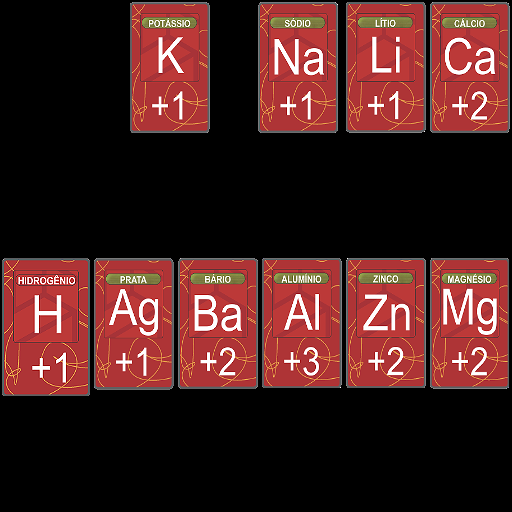 POTÁSSIO
K
+1
SÓDIO
Na
+1
LÍTIO
Li
+1
CÁLCIO
Ca
+2
HIDROGÊNIO
H
+1
PRATA
Ag
+1
BÁRIO
Ba
+2
ALUMÍNIO
Al
+3
ZINCO
Zn
+2
MAGNÉSIO
Mg
+2